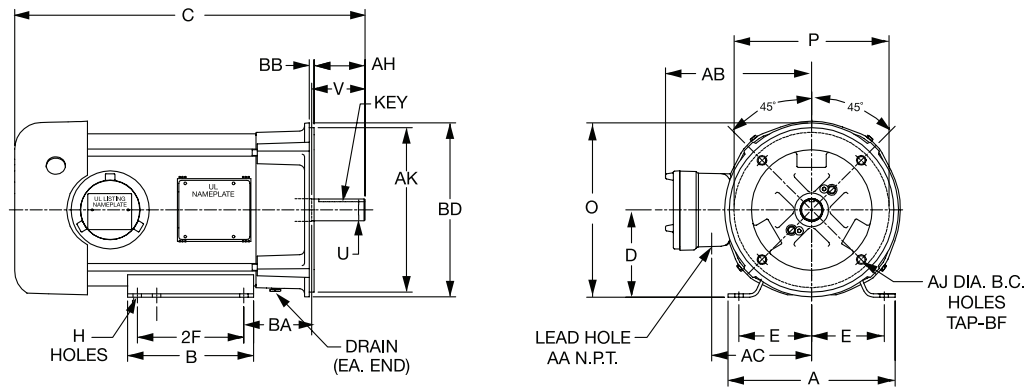 C
BB
AH
V
KEY
UL LISTING
NAMEPLATE
UL
NAMEPLATE
AK
BD
U
H
HOLES
2F
B
BA
DRAIN
(EA. END)
P
AB
45°
45°
O
D
LEAD HOLE
AA N.P.T.
E
E
AC
A
AJ DIA. B.C.
HOLES
TAP-BF